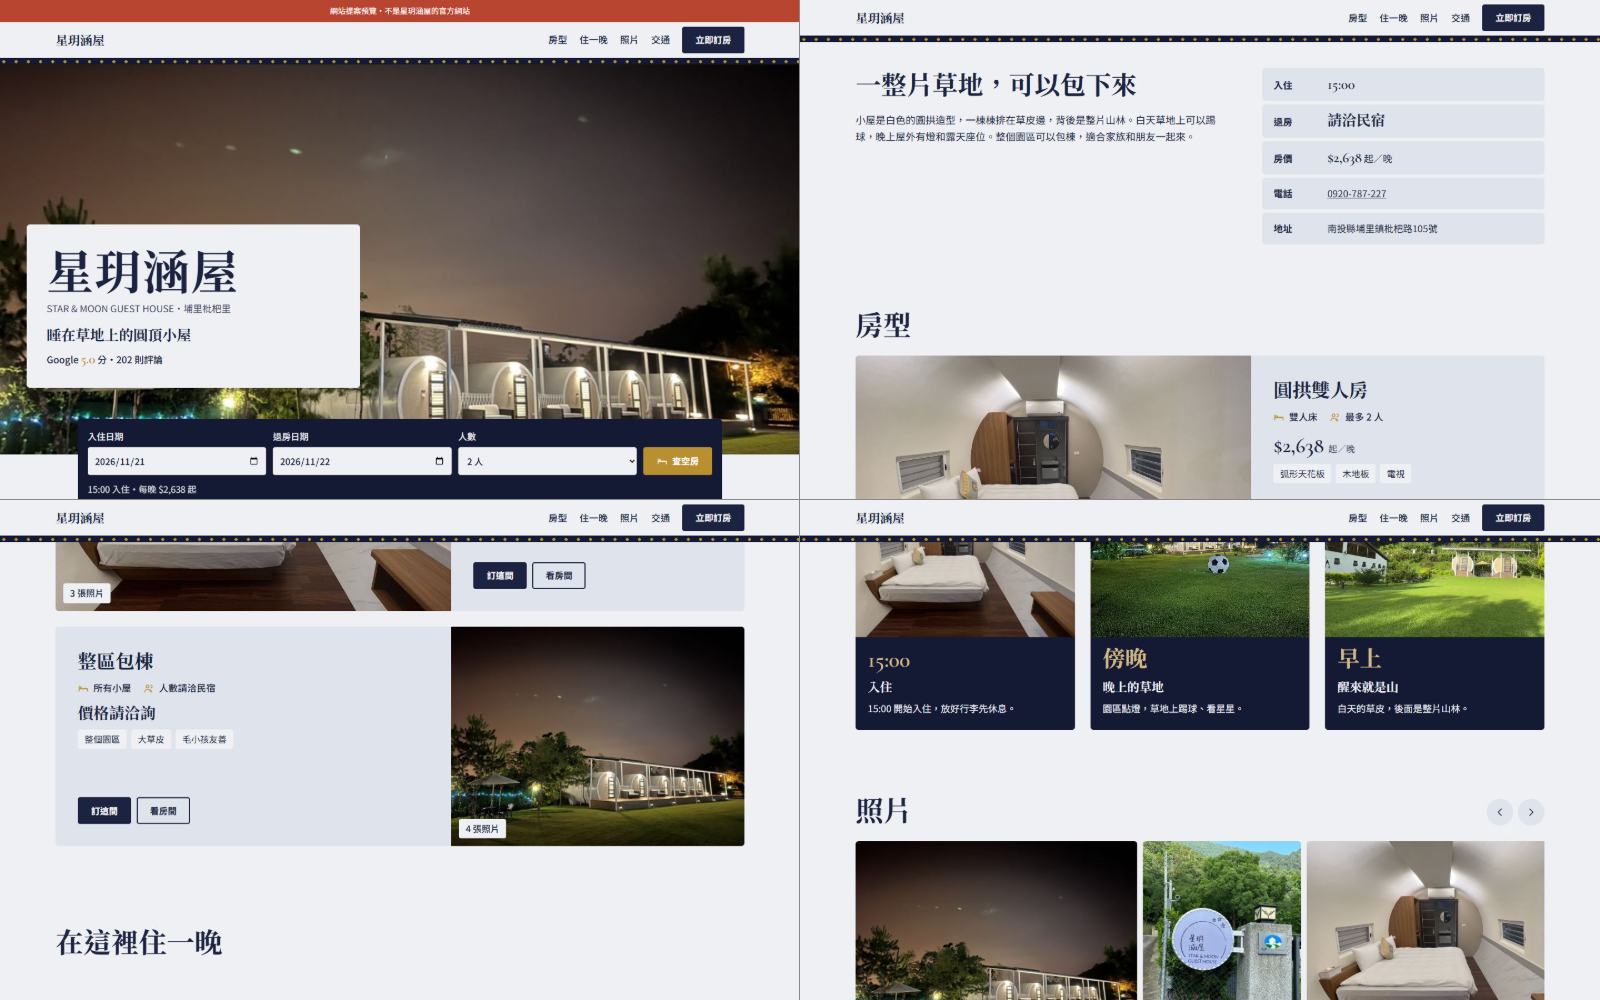 網站提案預覽・不是星玥涵屋的官方網站
星玥涵屋
房型 住一晚 照片 交通 立即訂房
星玥涵屋
STAR & MOON GUEST HOUSE・埔里枇杷里
睡在草地上的圓頂小屋
Google 5.0 分・202 則評論
入住日期 退房日期 人數
2026/11/21 2026/11/22 2 人 查空房
15:00 入住・每晚 $2,638 起
星玥涵屋
房型 住一晚 照片 交通 立即訂房
一整片草地，可以包下來
小屋是白色的圓拱造型，一棟棟排在草皮邊，背後是整片山林。白天草地上可以踢
球，晚上屋外有燈和露天座位。整個園區可以包棟，適合家族和朋友一起來。
入住 15:00
退房 請洽民宿
房價 $2,638 起／晚
電話 0920-787-227
地址 南投縣埔里鎮枇杷路105號
房型
圓拱雙人房
雙人床 最多 2 人
$2,638 起／晚
弧形天花板 木地板 電視
星玥涵屋
房型 住一晚 照片 交通 立即訂房
3 張照片
訂這間 看房間
整區包棟
所有小屋 人數請洽民宿
價格請洽詢
整個園區 大草皮 毛小孩友善
訂這間 看房間
4 張照片
在這裡住一晚
星玥涵屋
房型 住一晚 照片 交通 立即訂房
15:00
入住
15:00 開始入住，放好行李先休息。
傍晚
晚上的草地
園區點燈，草地上踢球、看星星。
早上
醒來就是山
白天的草皮，後面是整片山林。
照片
星玥
涵屋
STAR & MOON
GUEST HOUSE